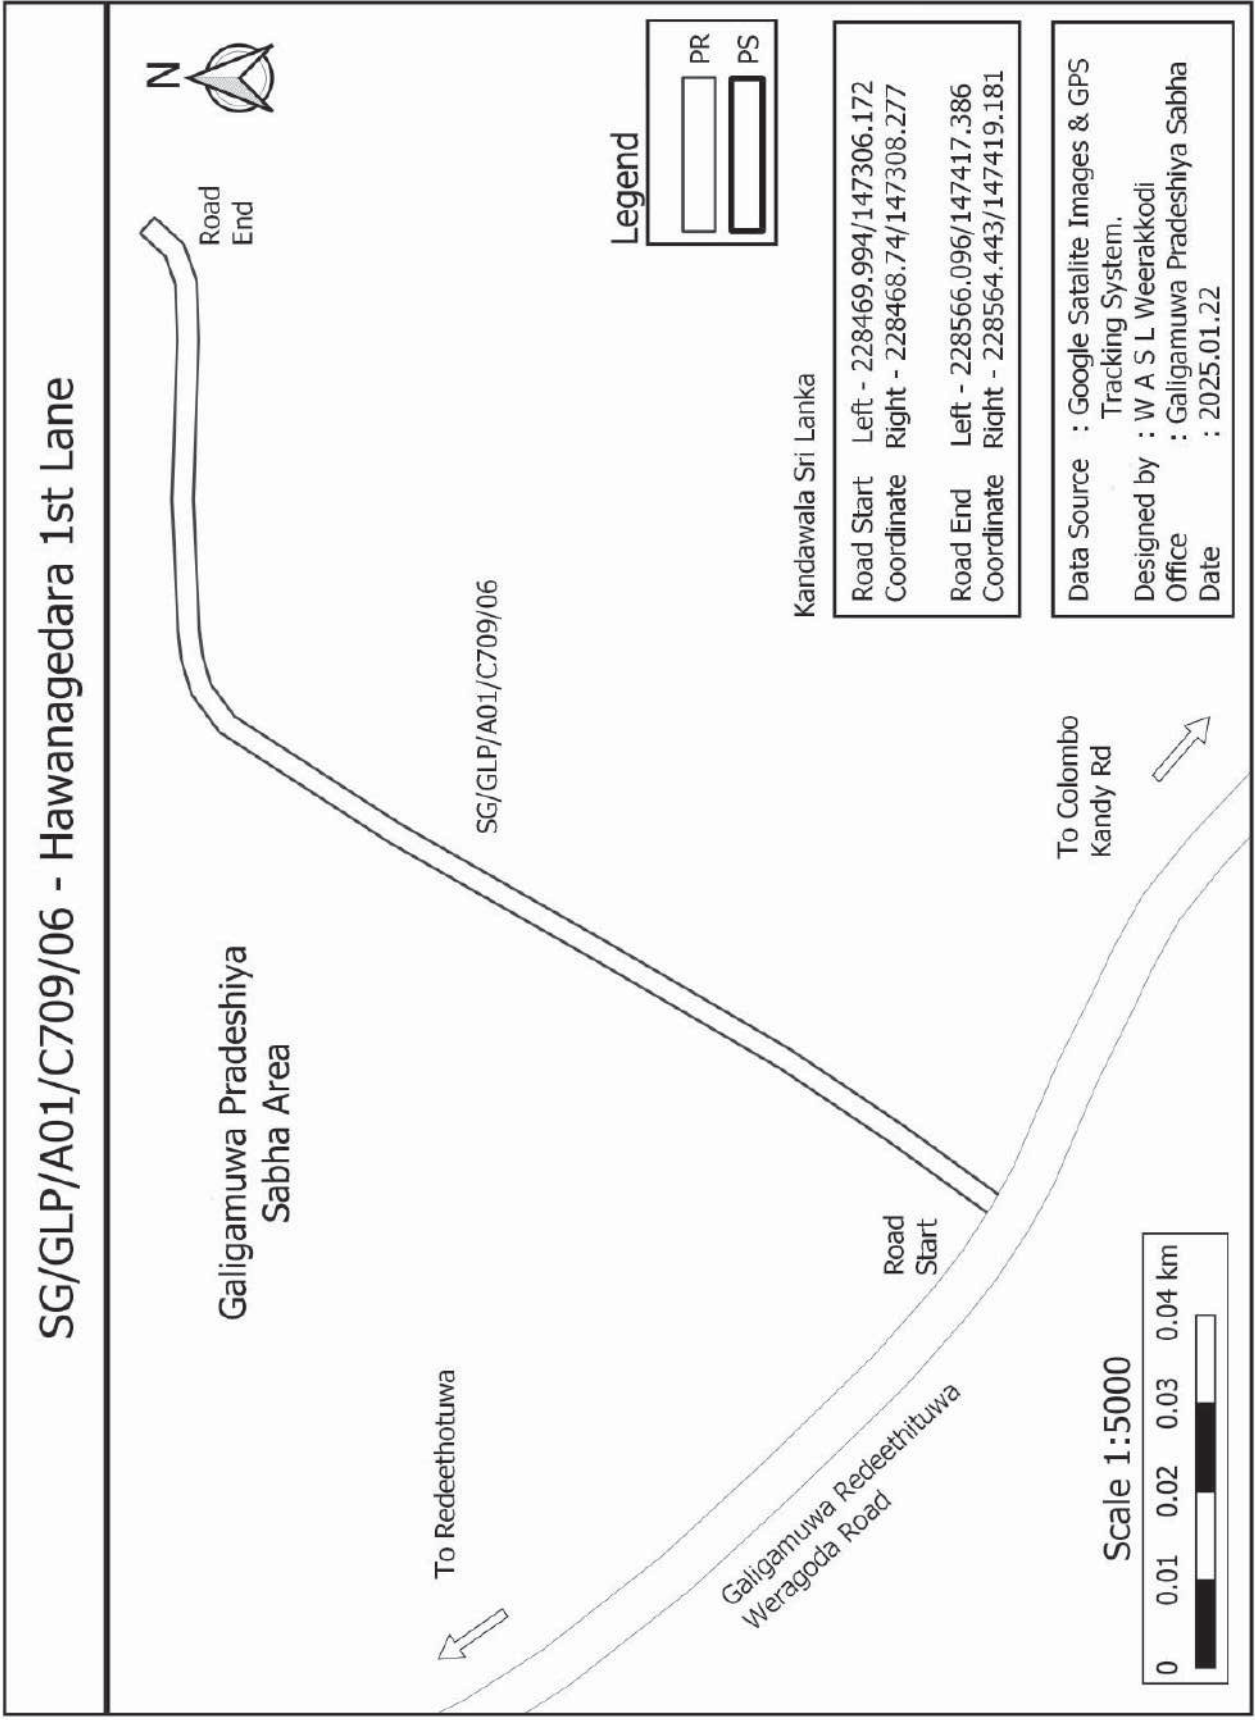 SG/GLP/A01/C709/06 - Hawanagedara 1st Lane
N
Road
End
Galigamuwa Pradeshiya
Sabha Area
To Redeethotuwa
SG/GLP/A01/C709/06
Legend
PR
PS
Kandawala Sri Lanka
Road Start Left - 228469.994/147306.172
Coordinate Right - 228468.74/147308.277
Road End Left - 228566.096/147417.386
Coordinate Right - 228564.443/147419.181
Road
Start
Galigamuwa Redeethituwa
Weragoda Road
To Colombo
Kandy Rd
Data Source : Google Satalite Images & GPS
Tracking System.
Designed by : W A S L Weerakkodi
Office : Galigamuwa Pradeshiya Sabha
Date : 2025.01.22
Scale 1:5000
0 0.01 0.02 0.03 0.04 km